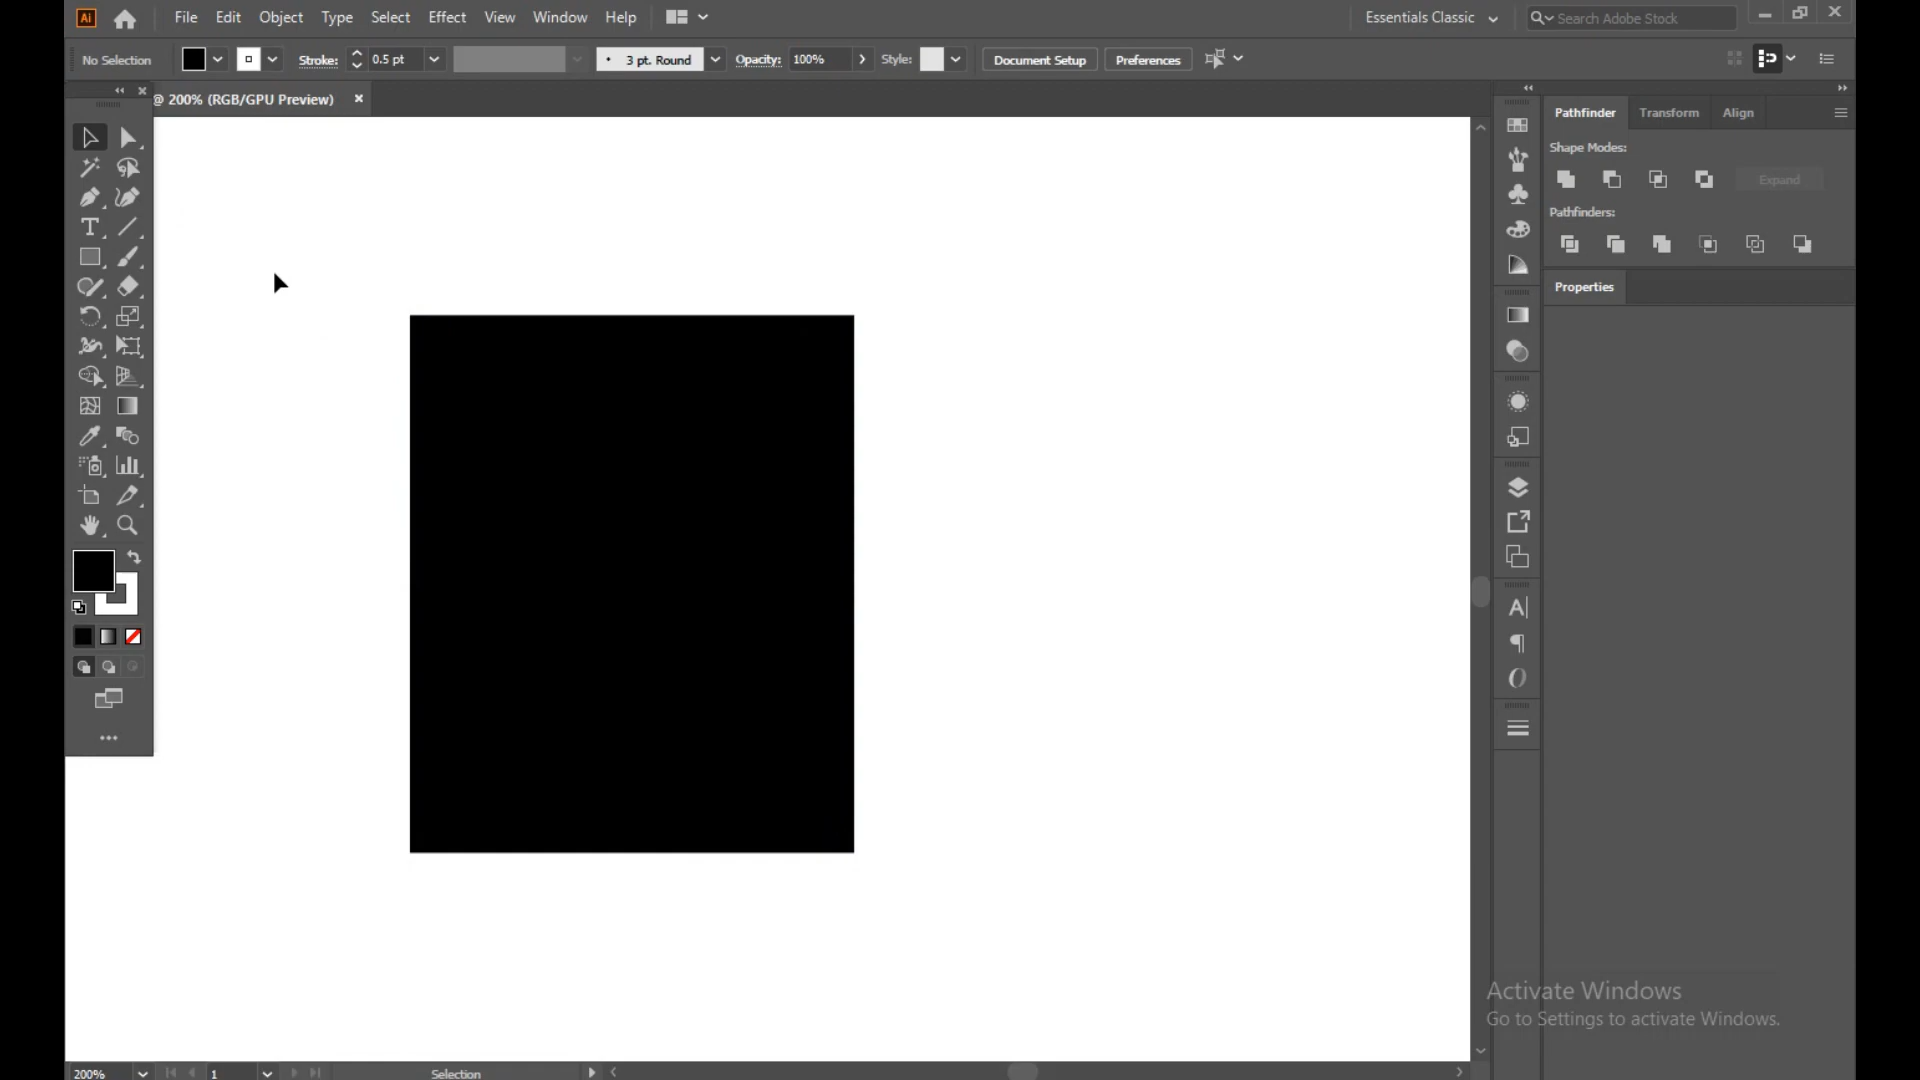 Ai File Edit Object Type Select Effect View Window Help Essentials Classic Search Adobe Stock
No Selection Stroke: 0.5 pt 3 pt. Round Opacity: 100% Style: Document Setup Preferences
@ 200% (RGB/GPU Preview)
Pathfinder Transform Align
Shape Modes:
Expand
Pathfinders:
Properties
Activate Windows
Go to Settings to activate Windows.
200% 1 Selection